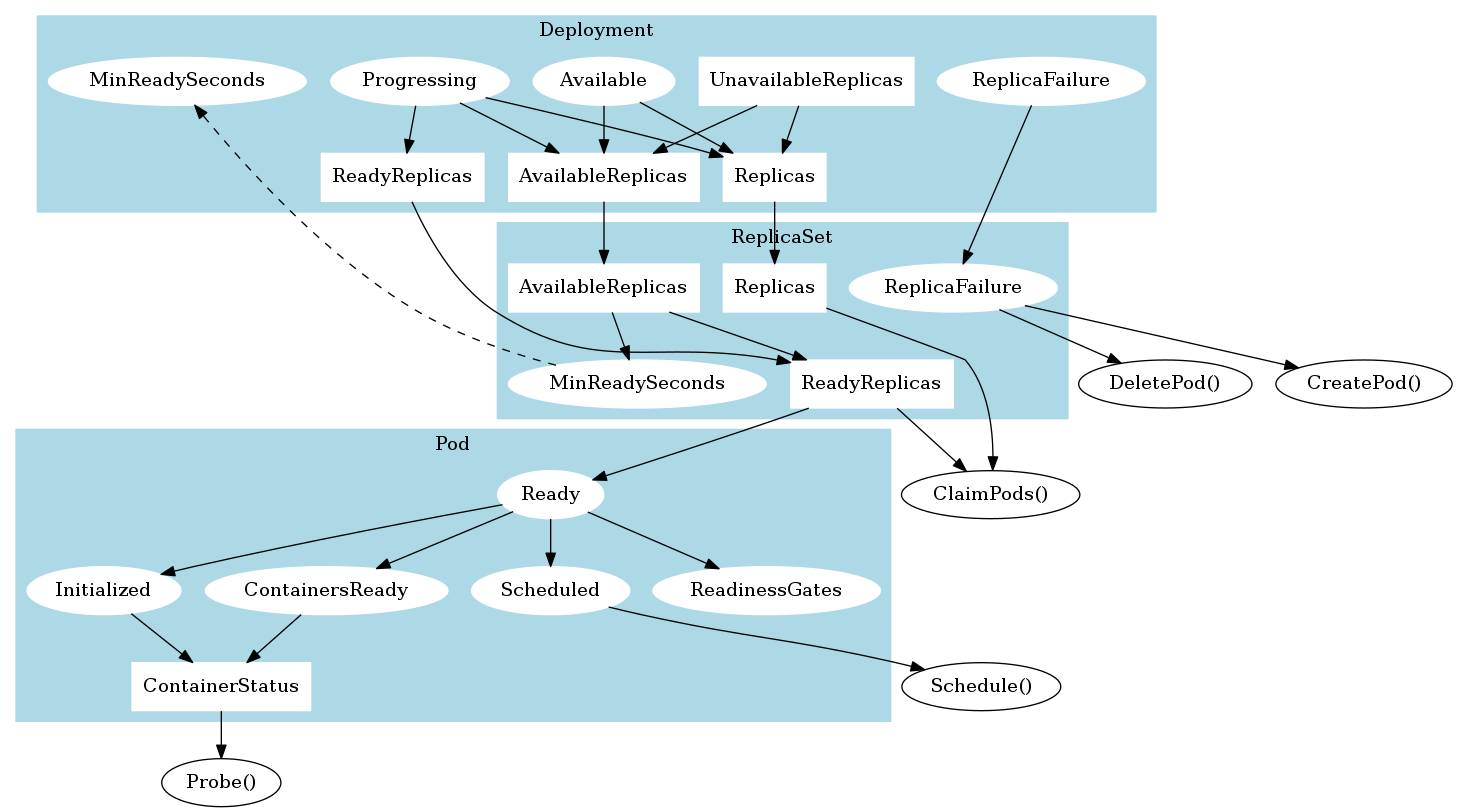 Deployment
MinReadySeconds
Progressing
Available
UnavailableReplicas
ReplicaFailure
ReadyReplicas
AvailableReplicas
Replicas
ReplicaSet
AvailableReplicas
Replicas
ReplicaFailure
MinReadySeconds
ReadyReplicas
DeletePod()
CreatePod()
Pod
Ready
ClaimPods()
Initialized
ContainersReady
Scheduled
ReadinessGates
ContainerStatus
Schedule()
Probe()